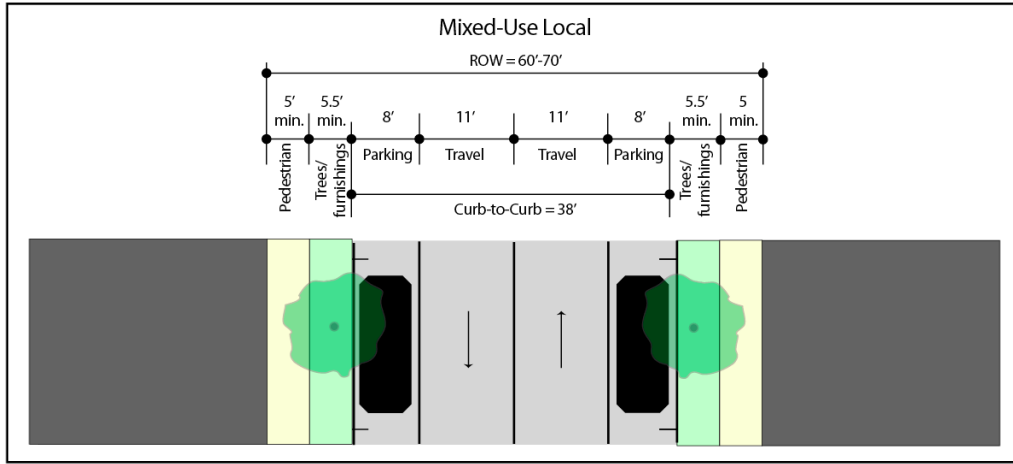 Mixed-Use Local
ROW = 60'-70'
5' 5.5' 8' 11' 11' 8' 5.5' 5
min. min. min. min.
Pedestrian Trees/ Parking Travel Travel Parking Trees/ Pedestrian
furnishings furnishings
Curb-to-Curb = 38'